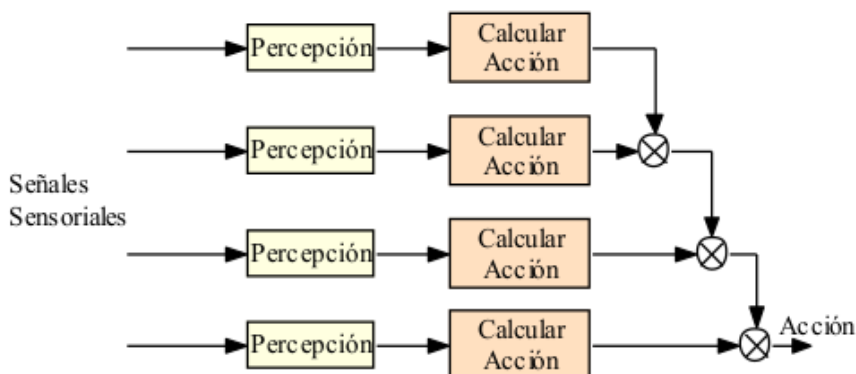 Percepción
Calcular
Acción
Percepción
Calcular
Acción
Señales
Sensoriales
Percepción
Calcular
Acción
Percepción
Calcular
Acción
Acción